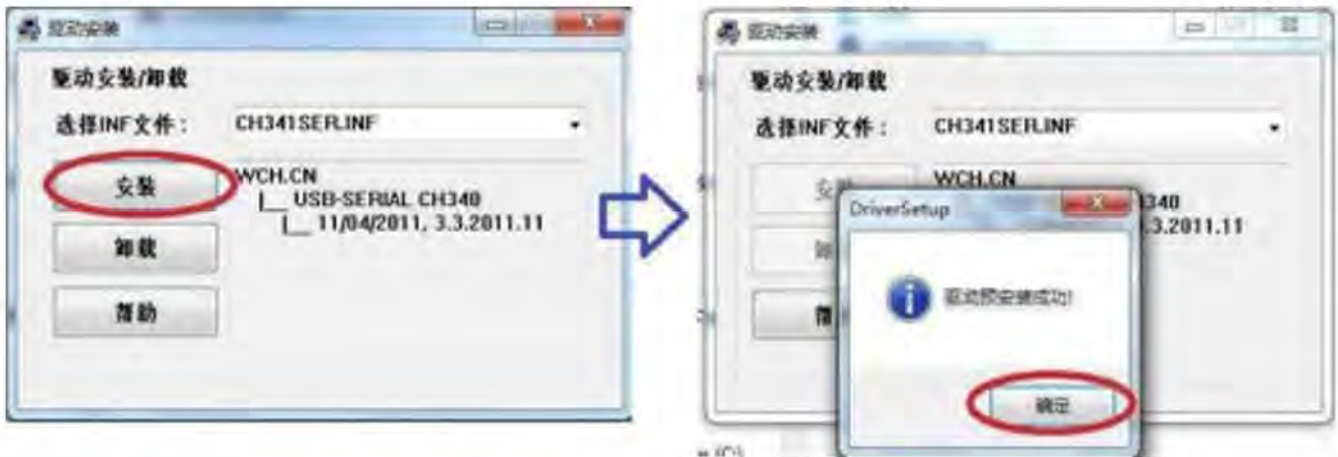 驱动安装
驱动安装/卸载
选择INF文件:
CH341SER.INF
安装
WCH.CN
|__ USB-SERIAL CH340
|__ 11/04/2011, 3.3.2011.11
卸载
帮助
驱动安装
驱动安装/卸载
选择INF文件:
CH341SER.INF
WCH.CN
340
.3.2011.11
DriverSetup
驱动预安装成功!
确定
(C:)